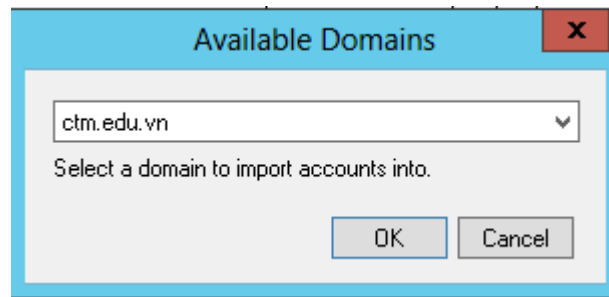 Available Domains
x
ctm.edu.vn
Select a domain to import accounts into.
OK Cancel